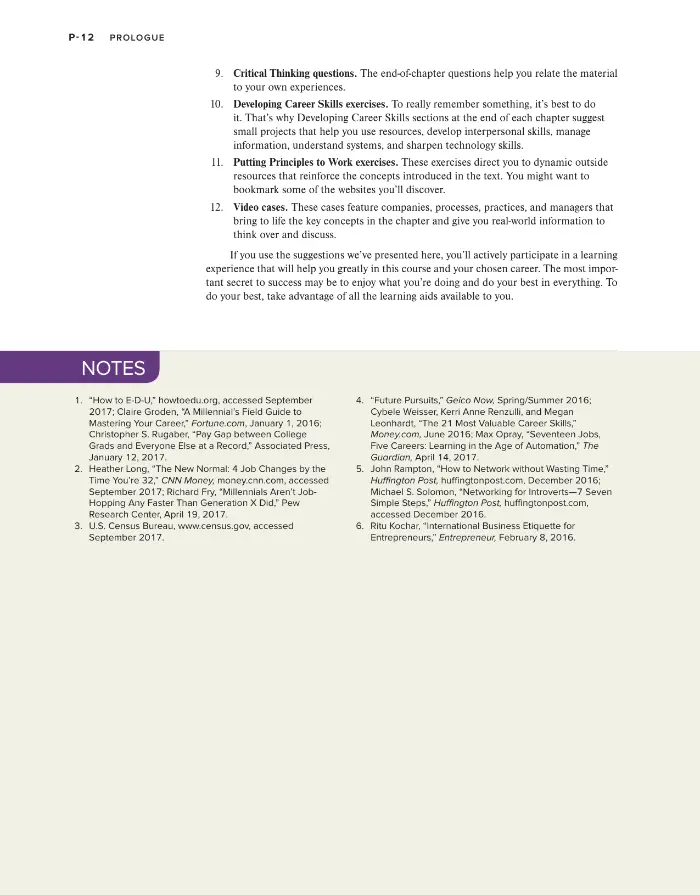 P-12 PROLOGUE
9. Critical Thinking questions. The end-of-chapter questions help you relate the material
to your own experiences.
10. Developing Career Skills exercises. To really remember something, it's best to do
it. That's why Developing Career Skills sections at the end of each chapter suggest
small projects that help you use resources, develop interpersonal skills, manage
information, understand systems, and sharpen technology skills.
11. Putting Principles to Work exercises. These exercises direct you to dynamic outside
resources that reinforce the concepts introduced in the text. You might want to
bookmark some of the websites you'll discover.
12. Video cases. These cases feature companies, processes, practices, and managers that
bring to life the key concepts in the chapter and give you real-world information to
think over and discuss.
If you use the suggestions we've presented here, you'll actively participate in a learning
experience that will help you greatly in this course and your chosen career. The most impor-
tant secret to success may be to enjoy what you're doing and do your best in everything. To
do your best, take advantage of all the learning aids available to you.
NOTES
1. "How to E-D-U," howtoedu.org, accessed September
2017; Claire Groden, "A Millennial's Field Guide to
Mastering Your Career," Fortune.com, January 1, 2016;
Christopher S. Rugaber, "Pay Gap between College
Grads and Everyone Else at a Record," Associated Press,
January 12, 2017.
2. Heather Long, "The New Normal: 4 Job Changes by the
Time You're 32," CNN Money, money.cnn.com, accessed
September 2017; Richard Fry, "Millennials Aren't Job-
Hopping Any Faster Than Generation X Did," Pew
Research Center, April 19, 2017.
3. U.S. Census Bureau, www.census.gov, accessed
September 2017.
4. "Future Pursuits," Geico Now, Spring/Summer 2016;
Cybele Weisser, Kerri Anne Renzulli, and Megan
Leonhardt, "The 21 Most Valuable Career Skills,"
Money.com, June 2016; Max Opray, "Seventeen Jobs,
Five Careers: Learning in the Age of Automation," The
Guardian, April 14, 2017.
5. John Rampton, "How to Network without Wasting Time,"
Huffington Post, huffingtonpost.com, December 2016;
Michael S. Solomon, "Networking for Introverts—7 Seven
Simple Steps," Huffington Post, huffingtonpost.com,
accessed December 2016.
6. Ritu Kochar, "International Business Etiquette for
Entrepreneurs," Entrepreneur, February 8, 2016.